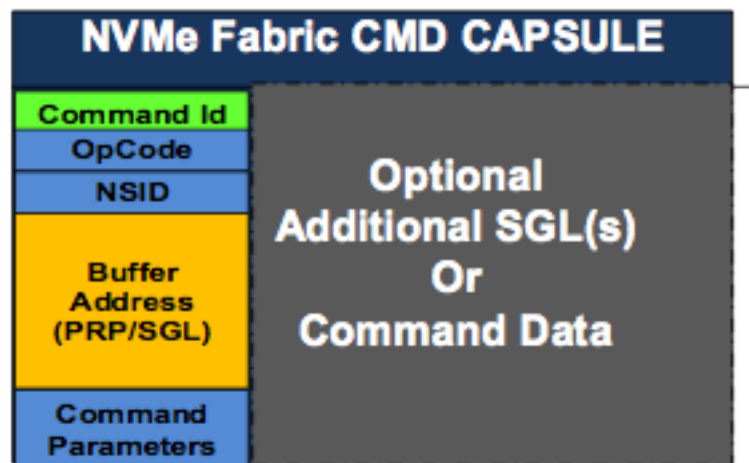 NVMe Fabric CMD CAPSULE
Command Id
OpCode
NSID
Buffer
Address
(PRP/SGL)
Command
Parameters
Optional
Additional SGL(s)
Or
Command Data